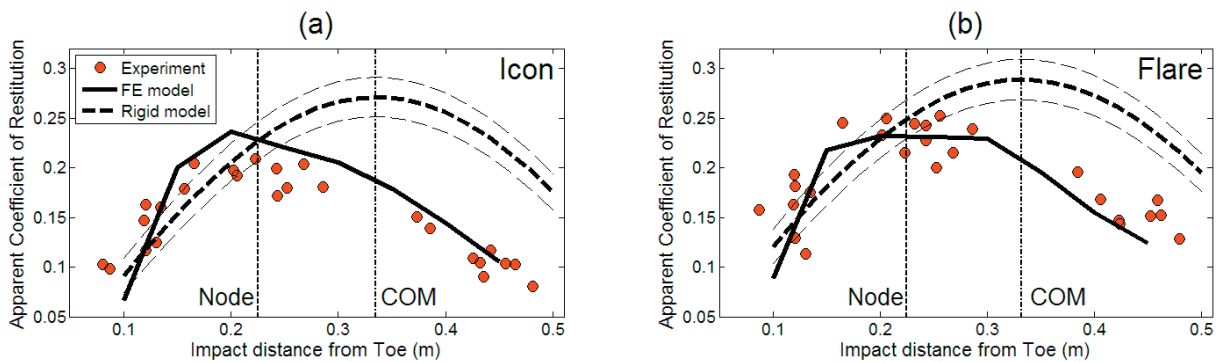 (a)
Apparent Coefficient of Restitution
0.3
0.25
0.2
0.15
0.1
0.05
Experiment
FE model
Rigid model
Icon
Node
COM
0.1
0.2
0.3
0.4
0.5
Impact distance from Toe (m)
(b)
Apparent Coefficient of Restitution
0.3
0.25
0.2
0.15
0.1
0.05
Flare
Node
COM
0.1
0.2
0.3
0.4
0.5
Impact distance from Toe (m)